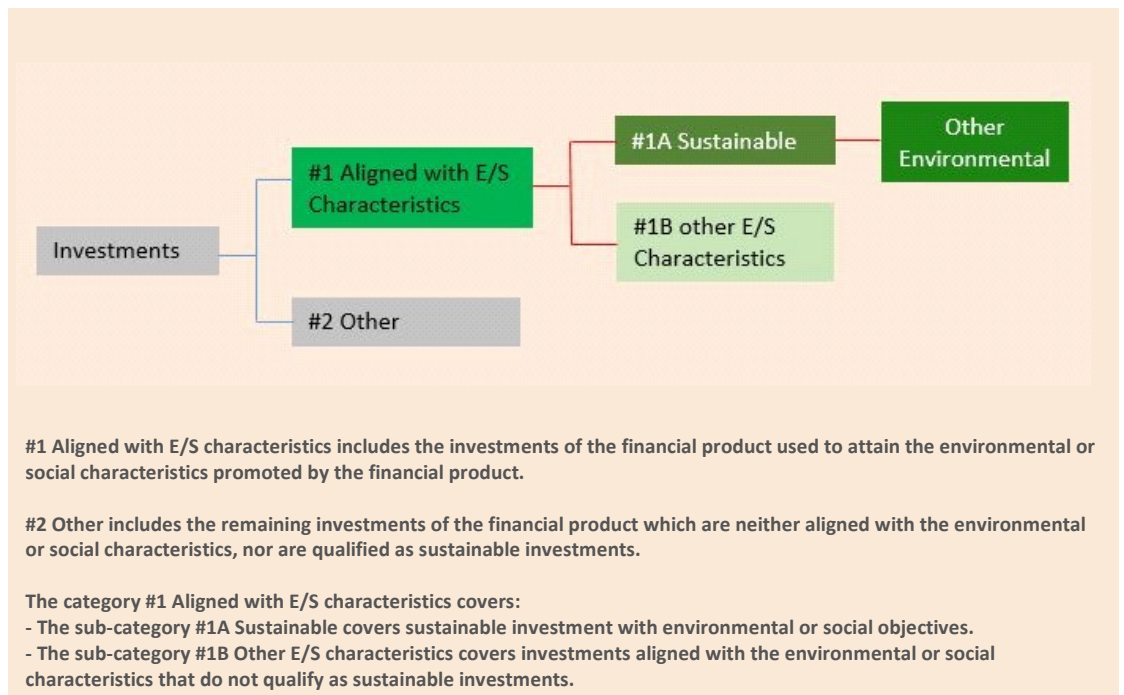 Investments
#1 Aligned with E/S
Characteristics
#2 Other
#1A Sustainable
#1B other E/S
Characteristics
Other
Environmental
#1 Aligned with E/S characteristics includes the investments of the financial product used to attain the environmental or
social characteristics promoted by the financial product.
#2 Other includes the remaining investments of the financial product which are neither aligned with the environmental
or social characteristics, nor are qualified as sustainable investments.
The category #1 Aligned with E/S characteristics covers:
- The sub-category #1A Sustainable covers sustainable investment with environmental or social objectives.
- The sub-category #1B Other E/S characteristics covers investments aligned with the environmental or social
characteristics that do not qualify as sustainable investments.